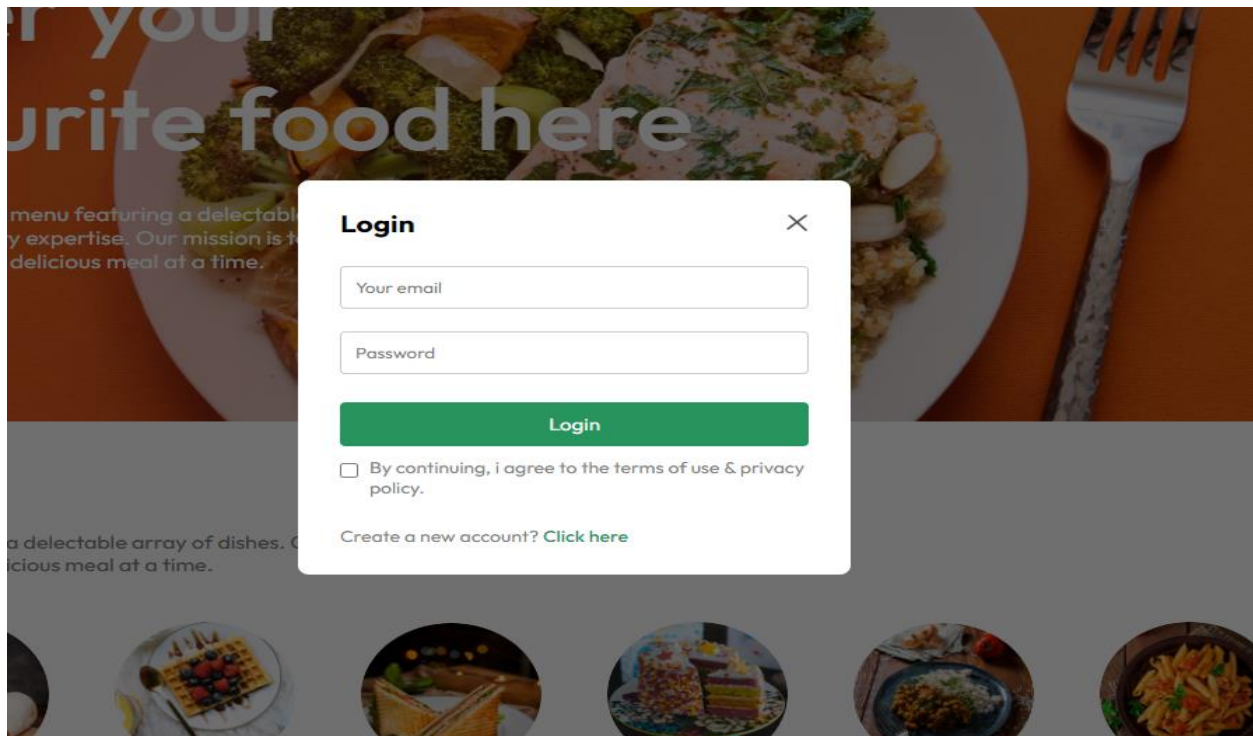 er your
urite food here
menu featuring a delectabl
y expertise. Our mission is t
delicious meal at a time.
Login
Your email
Password
Login
By continuing, i agree to the terms of use & privacy
policy.
Create a new account? Click here
a delectable array of dishes.
icious meal at a time.